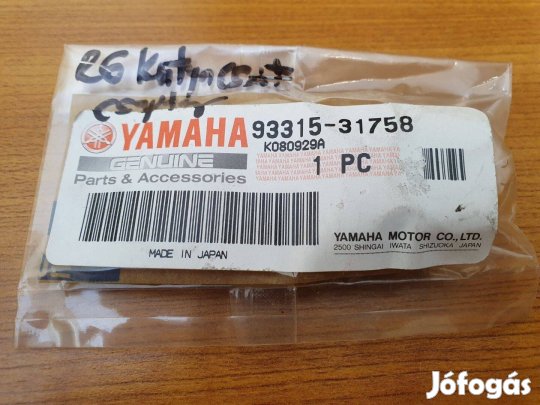 YAMAHA 93315-31758
K080929A
GENUINE
1 PC
Parts & Accessories
YAMAHA MOTOR CO., LTD.
2500 SHINGAI IWATA SHIZUOKA JAPAN
MADE IN JAPAN
Jófogás